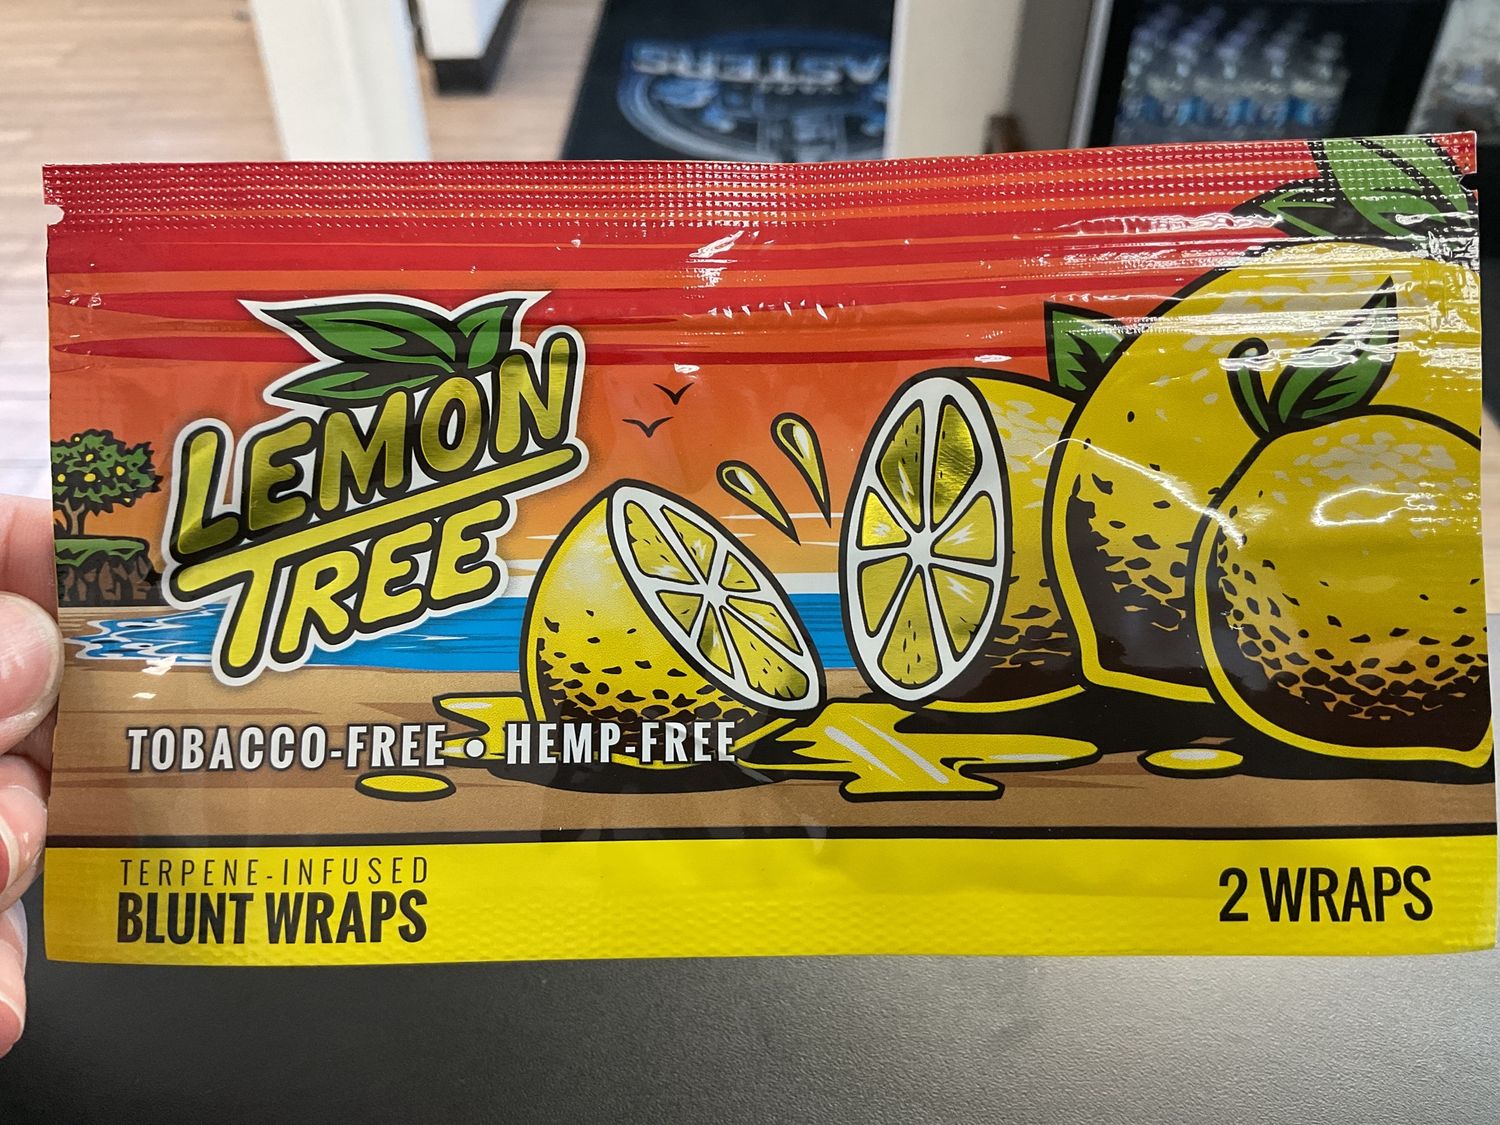 LEMON
TREE
TOBACCO-FREE • HEMP-FREE
TERPENE-INFUSED
BLUNT WRAPS
2 WRAPS